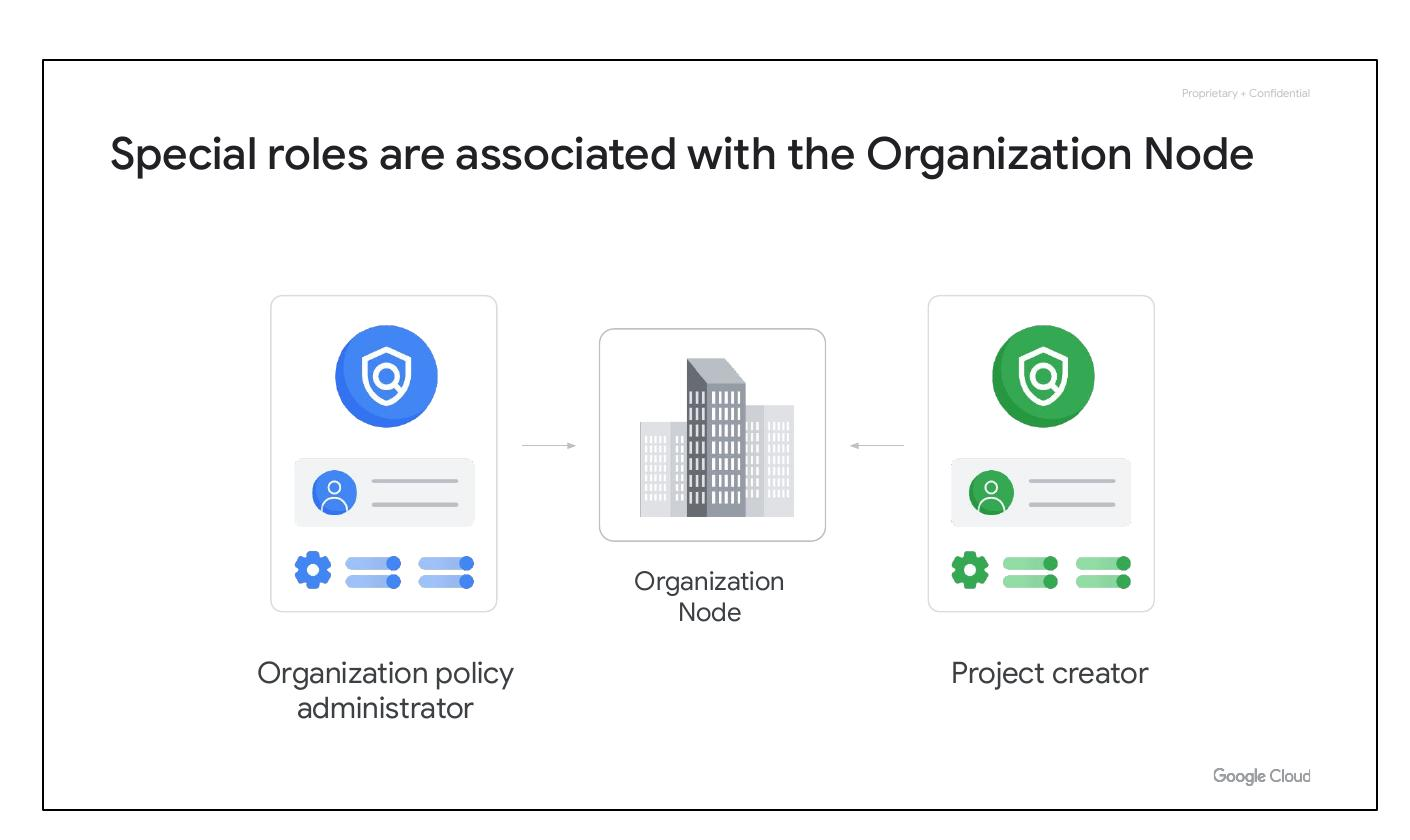 Proprietary + Confidential
Special roles are associated with the Organization Node
Organization
Node
Organization policy
administrator
Project creator
Google Cloud